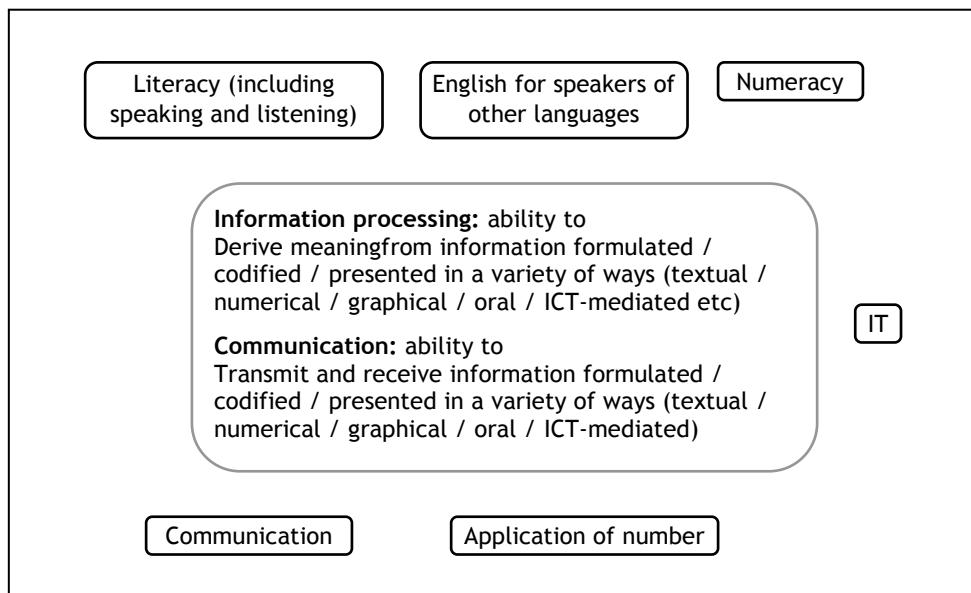 Literacy (including
speaking and listening)
English for speakers of
other languages
Numeracy
Information processing: ability to
Derive meaningfrom information formulated /
codified / presented in a variety of ways (textual /
numerical / graphical / oral / ICT-mediated etc)
Communication: ability to
Transmit and receive information formulated /
codified / presented in a variety of ways (textual /
numerical / graphical / oral / ICT-mediated)
IT
Communication
Application of number